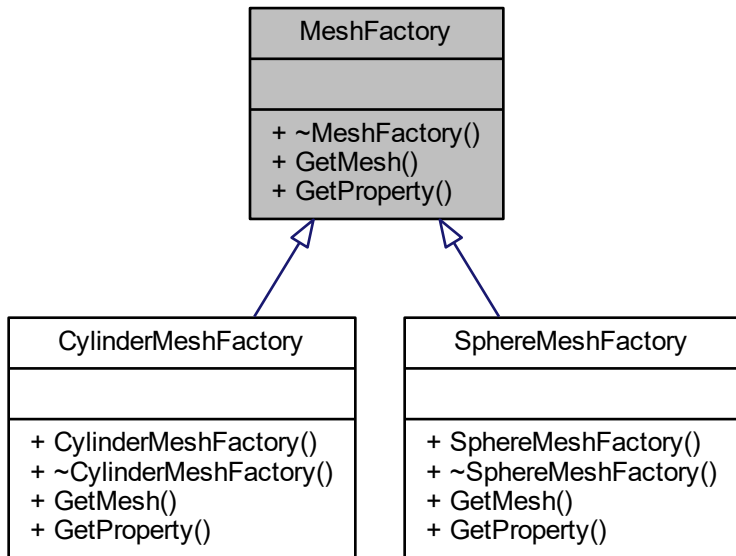 MeshFactory
+ ~MeshFactory()
+ GetMesh()
+ GetProperty()
CylinderMeshFactory
+ CylinderMeshFactory()
+ ~CylinderMeshFactory()
+ GetMesh()
+ GetProperty()
SphereMeshFactory
+ SphereMeshFactory()
+ ~SphereMeshFactory()
+ GetMesh()
+ GetProperty()